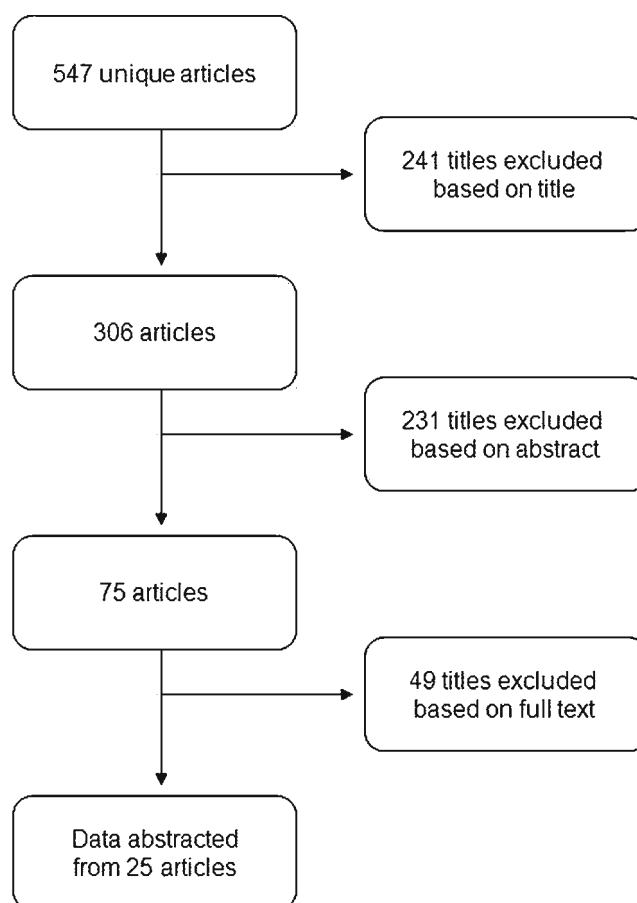 547 unique articles
241 titles excluded
based on title
306 articles
231 titles excluded
based on abstract
75 articles
49 titles excluded
based on full text
Data abstracted
from 25 articles